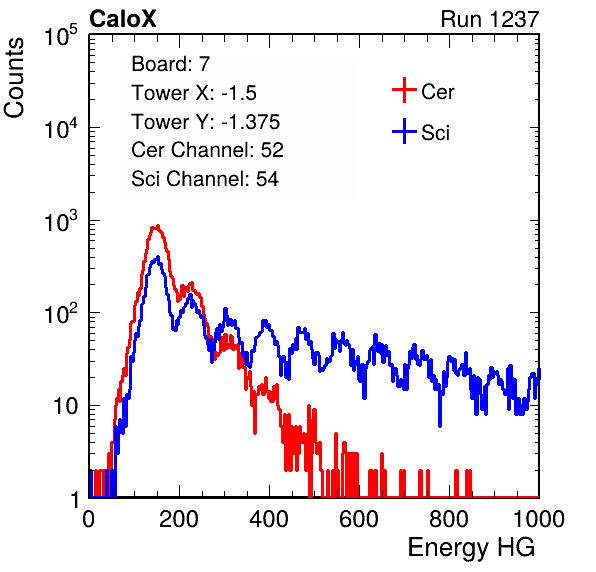 CaloX Run 1237
Counts
10^5
10^4
10^3
10^2
10
1
Board: 7
Tower X: -1.5
Tower Y: -1.375
Cer Channel: 52
Sci Channel: 54
Cer
Sci
0 200 400 600 800 1000
Energy HG